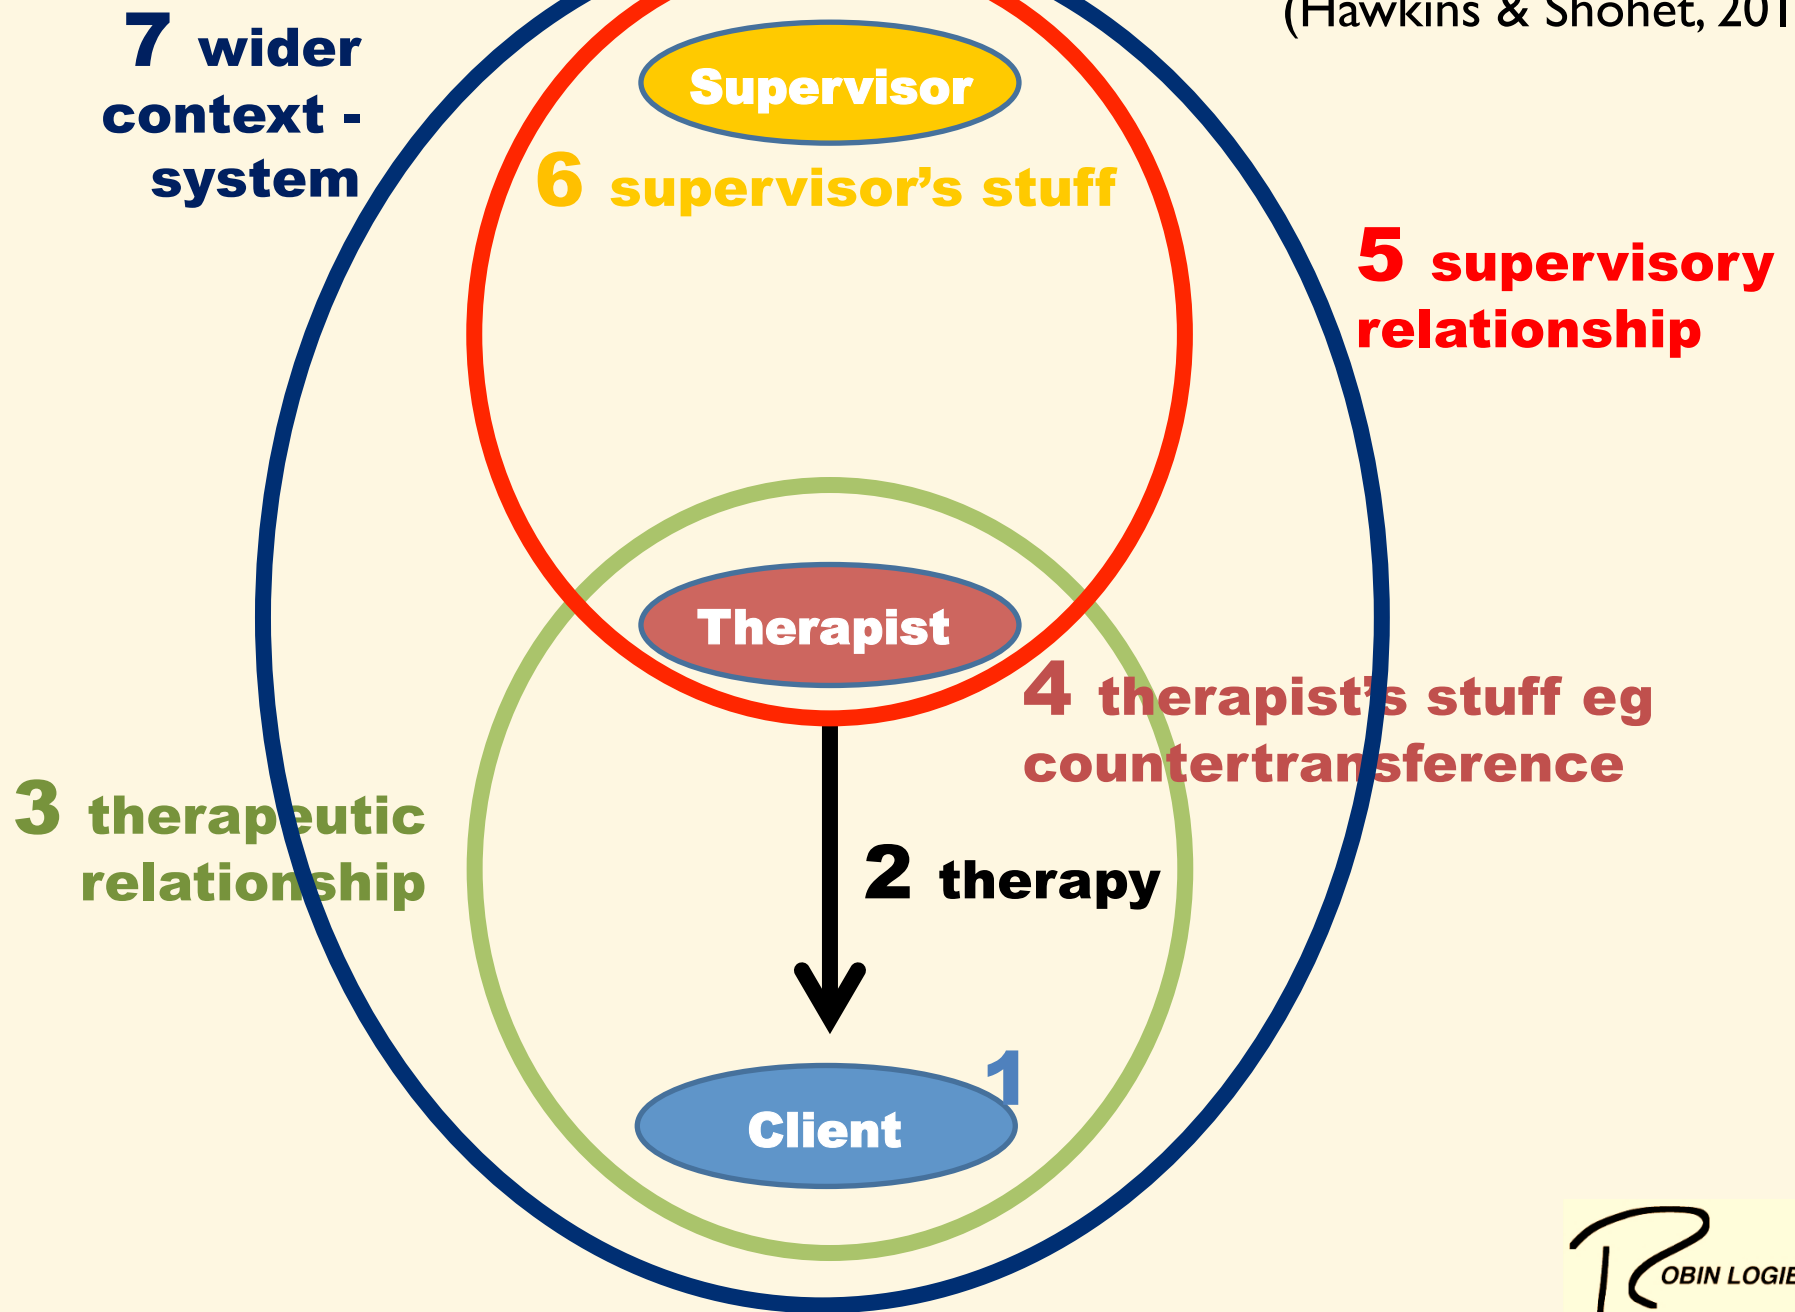 (Hawkins & Shohet, 201
7 wider
context -
system
Supervisor
6 supervisor’s stuff
5 supervisory
relationship
Therapist
4 therapist’s stuff eg
countertransference
3 therapeutic
relationship
2 therapy
1
Client
ROBIN LOGIE